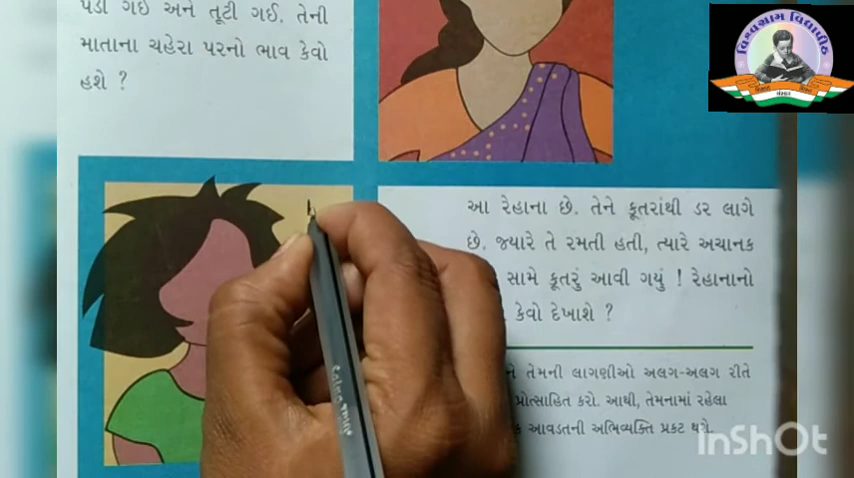 પડી ગઈ અને તૂટી ગઈ. તેની
માતાના ચહેરા પરનો ભાવ કેવો
હશે ?
વિશ્વગ્રામ વિદ્યાપીઠ
સંસ્કાર
આ રેહાના છે. તેને કૂતરાંથી ડર લાગે
છે. જ્યારે તે રમતી હતી, ત્યારે અચાનક
સામે કૂતરું આવી ગયું ! રેહાનાનો
કેવો દેખાશે ?
તેમની લાગણીઓ અલગ-અલગ રીતે
પ્રોત્સાહિત કરો. આથી, તેમનામાં રહેલા
આવડતની અભિવ્યક્તિ પ્રકટ થશે.
InShOt